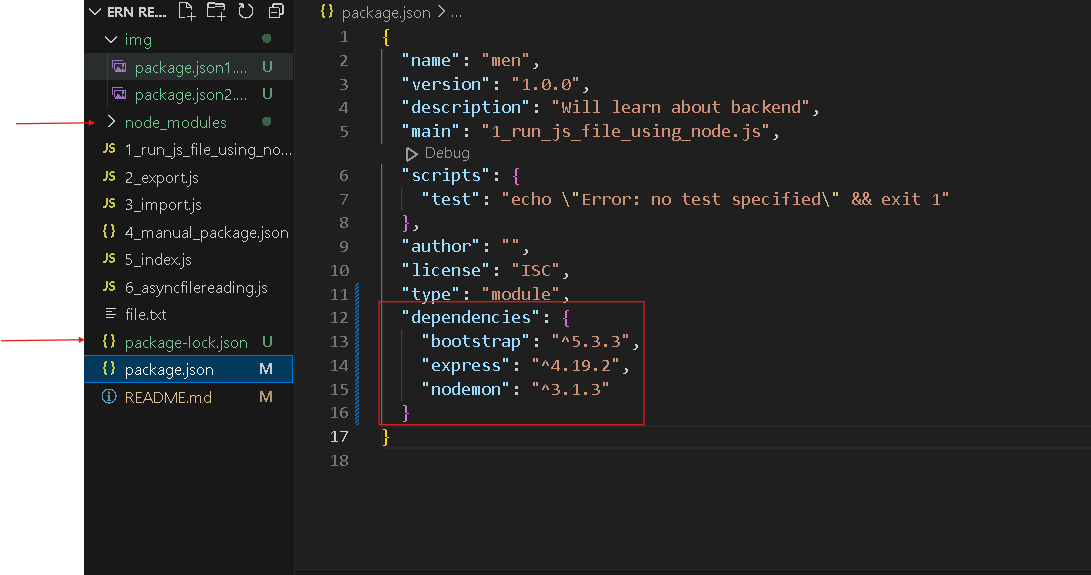 ERN RE...
img
package.json1.... U
package.json2.... U
node_modules
JS 1_run_js_file_using_no...
JS 2_export.js
JS 3_import.js
{} 4_manual_package.json
JS 5_index.js
JS 6_asyncfilereading.js
file.txt
{} package-lock.json U
{} package.json M
README.md M
{} package.json > ...
1 {
2 "name": "men",
3 "version": "1.0.0",
4 "description": "Will learn about backend",
5 "main": "1_run_js_file_using_node.js",
Debug
6 "scripts": {
7 "test": "echo \"Error: no test specified\" && exit 1"
8 },
9 "author": "",
10 "license": "ISC",
11 "type": "module",
12 "dependencies": {
13 "bootstrap": "^5.3.3",
14 "express": "^4.19.2",
15 "nodemon": "^3.1.3"
16 }
17 }
18